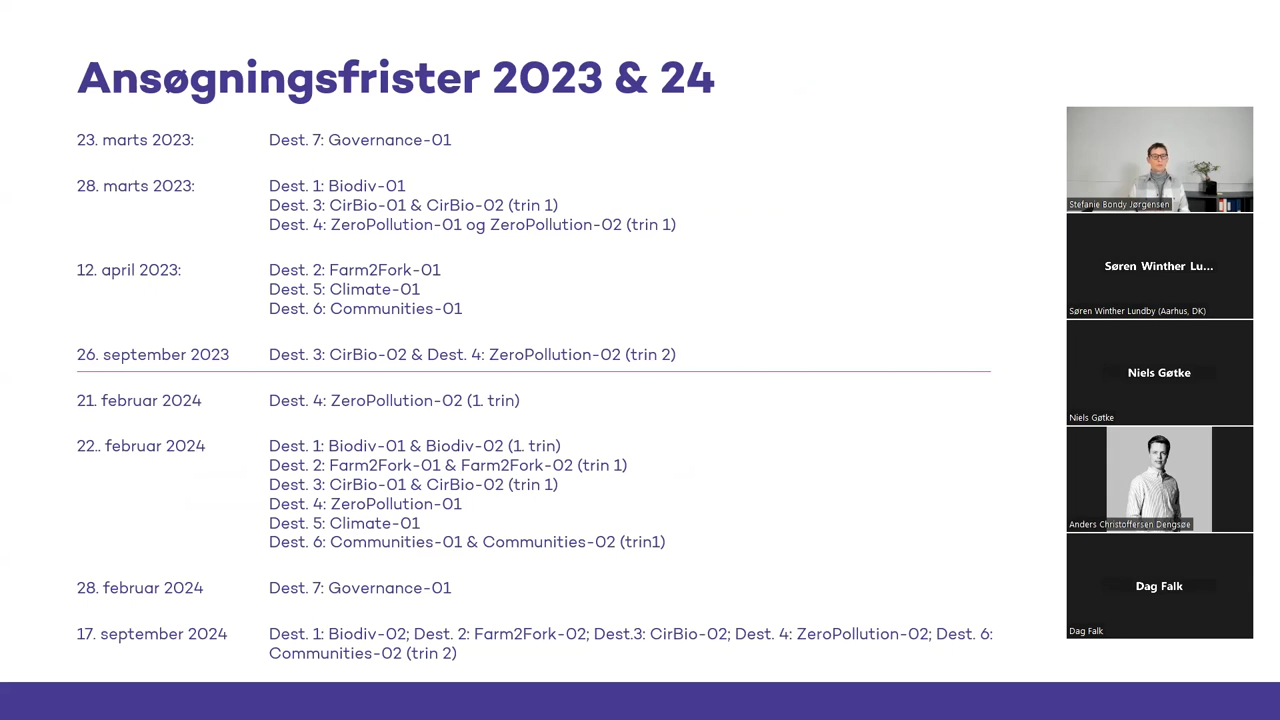 Ansøgningsfrister 2023 & 24
23. marts 2023: Dest. 7: Governance-01
28. marts 2023: Dest. 1: Biodiv-01
Dest. 3: CirBio-01 & CirBio-02 (trin 1)
Dest. 4: ZeroPollution-01 og ZeroPollution-02 (trin 1)
12. april 2023: Dest. 2: Farm2Fork-01
Dest. 5: Climate-01
Dest. 6: Communities-01
26. september 2023 Dest. 3: CirBio-02 & Dest. 4: ZeroPollution-02 (trin 2)
21. februar 2024 Dest. 4: ZeroPollution-02 (1. trin)
22.. februar 2024 Dest. 1: Biodiv-01 & Biodiv-02 (1. trin)
Dest. 2: Farm2Fork-01 & Farm2Fork-02 (trin 1)
Dest. 3: CirBio-01 & CirBio-02 (trin 1)
Dest. 4: ZeroPollution-01
Dest. 5: Climate-01
Dest. 6: Communities-01 & Communities-02 (trin1)
28. februar 2024 Dest. 7: Governance-01
17. september 2024 Dest. 1: Biodiv-02; Dest. 2: Farm2Fork-02; Dest.3: CirBio-02; Dest. 4: ZeroPollution-02; Dest. 6:
Communities-02 (trin 2)
Stefanie Bondy Jørgensen
Søren Winther Lu...
Søren Winther Lundby (Aarhus, DK)
Niels Gøtke
Niels Gøtke
Anders Christoffersen Dengsøe
Dag Falk
Dag Falk